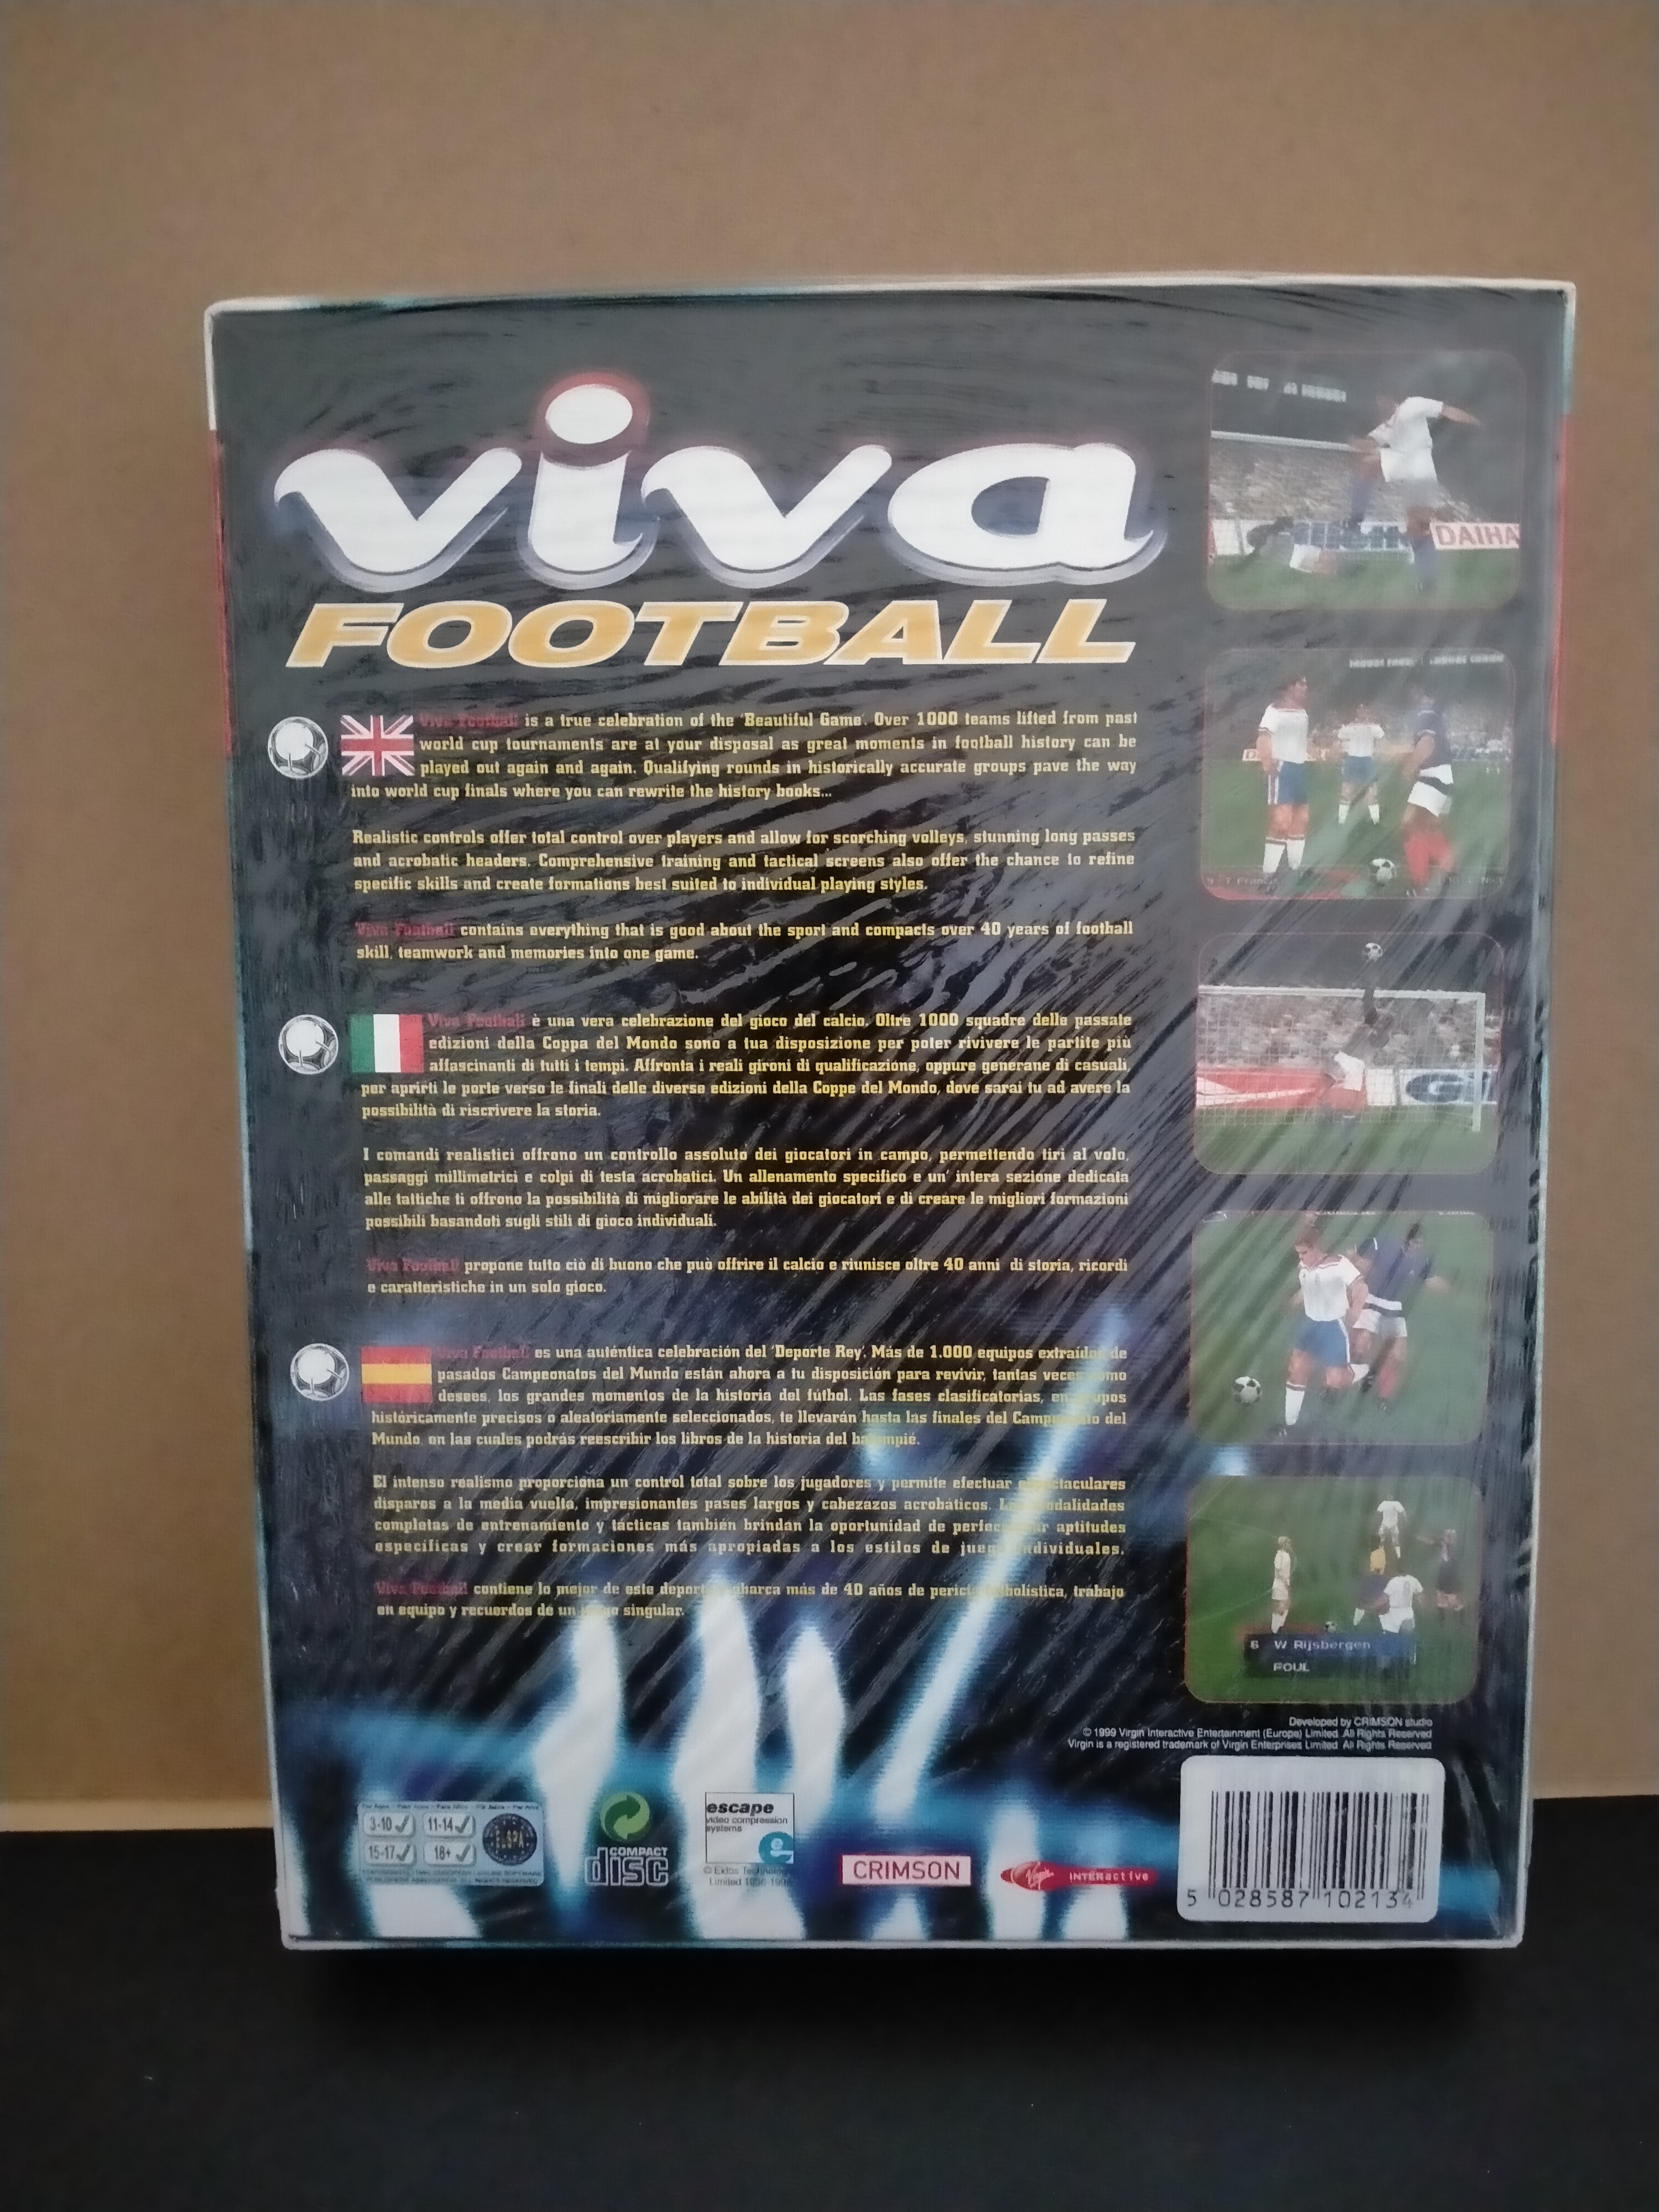 viva
FOOTBALL
Viva Football is a true celebration of the 'Beautiful Game'. Over 1000 teams lifted from past
world cup tournaments are at your disposal as great moments in football history can be
played out again and again. Qualifying rounds in historically accurate groups pave the way
into world cup finals where you can rewrite the history books...
Realistic controls offer total control over players and allow for scorching volleys, stunning long passes
and acrobatic headers. Comprehensive training and tactical screens also offer the chance to refine
specific skills and create formations best suited to individual playing styles.
Viva Football contains everything that is good about the sport and compacts over 40 years of football
skill, teamwork and memories into one game.
Viva Football è una vera celebrazione del gioco del calcio. Oltre 1000 squadre delle passate
edizioni della Coppa del Mondo sono a tua disposizione per poter rivivere le partite più
affascinanti di tutti i tempi. Affronta i reali gironi di qualificazione, oppure generane di casuali,
per aprirti le porte verso le finali delle diverse edizioni della Coppe del Mondo, dove sarai tu ad avere la
possibilità di riscrivere la storia.
I comandi realistici offrono un controllo assoluto dei giocatori in campo, permettendo tiri al volo,
passaggi millimetrici e colpi di testa acrobatici. Un allenamento specifico e un' intera sezione dedicata
alle tattiche ti offrono la possibilità di migliorare le abilità dei giocatori e di creare le migliori formazioni
possibili basandoti sugli stili di gioco individuali.
Viva Football propone tutto ciò di buono che può offrire il calcio e riunisce oltre 40 anni di storia, ricordi
e caratteristiche in un solo gioco.
Viva Football es una auténtica celebración del 'Deporte Rey'. Más de 1.000 equipos extraídos de
pasados Campeonatos del Mundo están ahora a tu disposición para revivir, tantas veces como
desees, los grandes momentos de la historia del fútbol. Las fases clasificatorias, en grupos
históricamente precisos o aleatoriamente seleccionados, te llevarán hasta las finales del Campeonato del
Mundo, en las cuales podrás reescribir los libros de la historia del balompié.
El intenso realismo proporciona un control total sobre los jugadores y permite efectuar espectaculares
disparos a la media vuelta, impresionantes pases largos y cabezazos acrobáticos. Las modalidades
completas de entrenamiento y tácticas también brindan la oportunidad de perfeccionar aptitudes
específicas y crear formaciones más apropiadas a los estilos de juego individuales.
Viva Football contiene lo mejor de este deporte y abarca más de 40 años de pericia futbolística, trabajo
en equipo y recuerdos de un juego singular.
DAIHA
9 T Francis
G
6 W Rijsbergen
FOUL
Developed by CRIMSON studio
© 1999 Virgin Interactive Entertainment (Europe) Limited. All Rights Reserved
Virgin is a registered trademark of Virgin Enterprises Limited. All Rights Reserved
3-10 11-14
15-17 18+
ELSPA
COMPACT
disc
escape
video compression
systems
© Eidos Technologies
Limited 1996-
CRIMSON
Virgin INTERactive
5 028587 102134